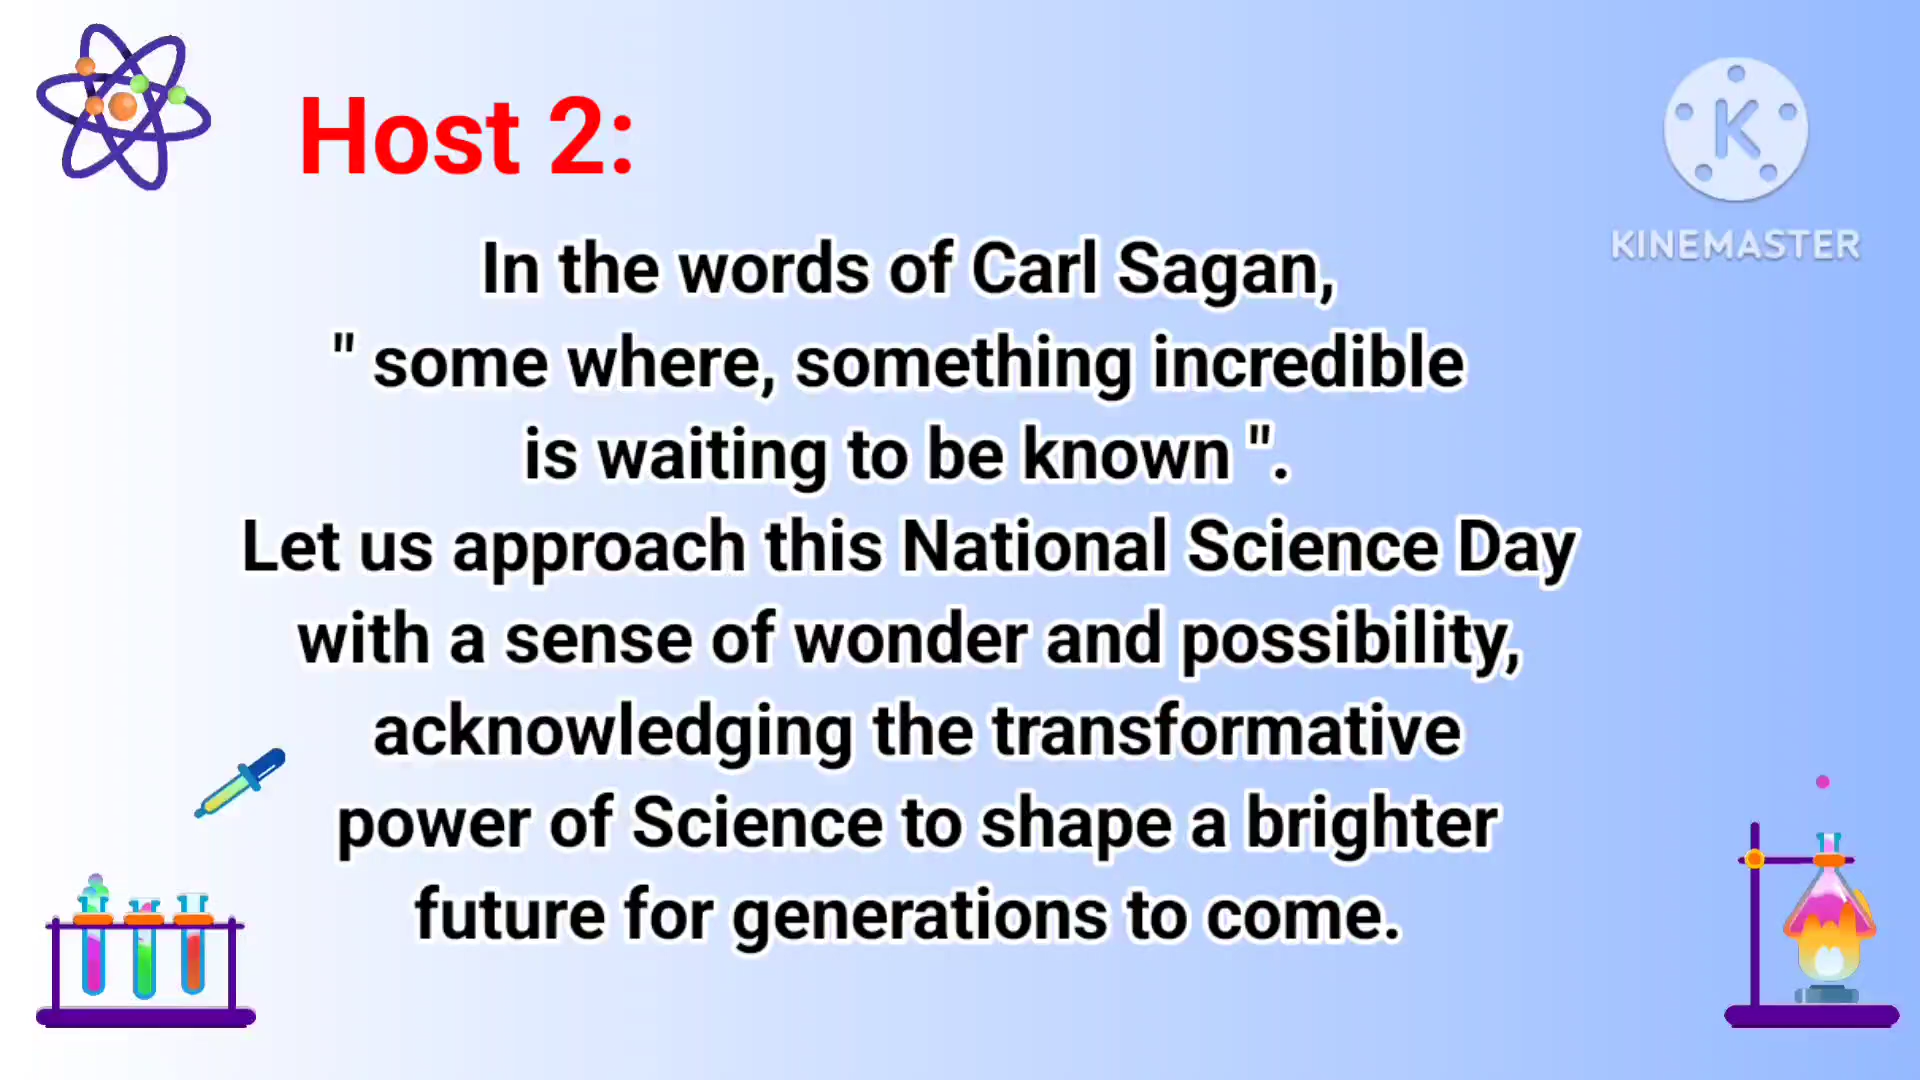 Host 2:
K
KINEMASTER
In the words of Carl Sagan,
" some where, something incredible
is waiting to be known ".
Let us approach this National Science Day
with a sense of wonder and possibility,
acknowledging the transformative
power of Science to shape a brighter
future for generations to come.